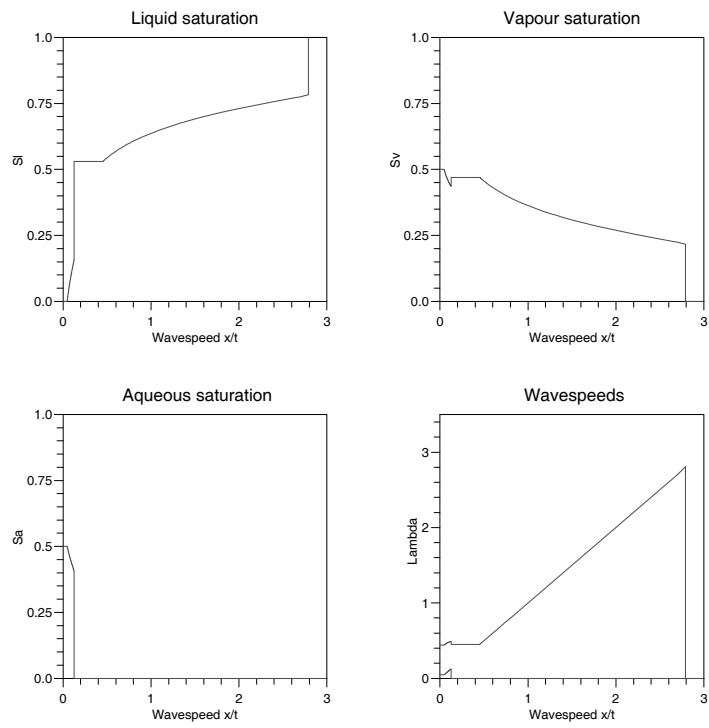 Liquid saturation
1.0
0.75
0.5
0.25
0.0
Sl
0 1 2 3
Wavespeed x/t
Vapour saturation
1.0
0.75
0.5
0.25
0.0
Sv
0 1 2 3
Wavespeed x/t
Aqueous saturation
1.0
0.75
0.5
0.25
0.0
Sa
0 1 2 3
Wavespeed x/t
Wavespeeds
3
2
1
0
Lambda
0 1 2 3
Wavespeed x/t